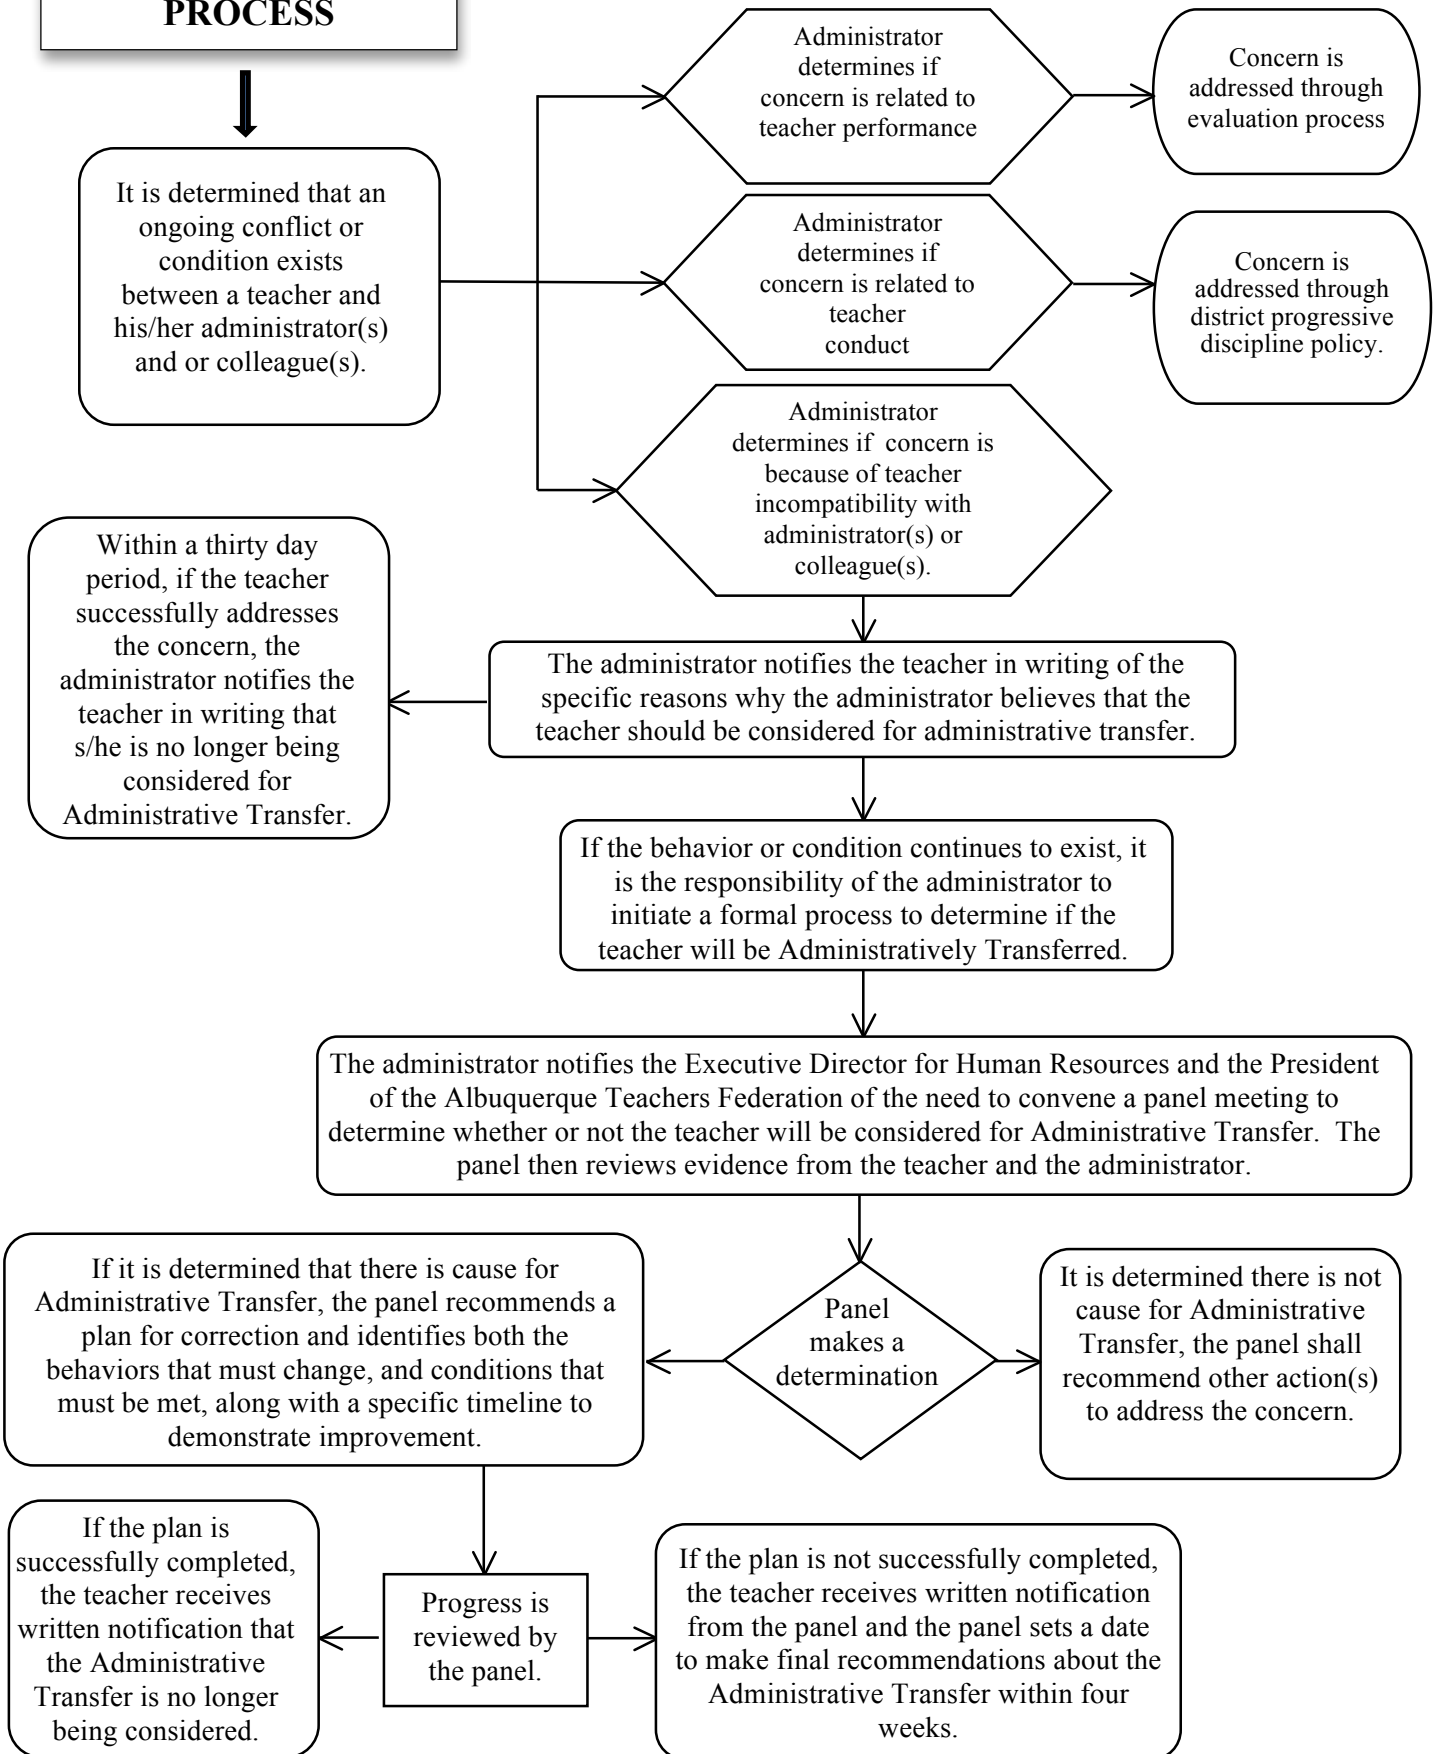 PROCESS
It is determined that an
ongoing conflict or
condition exists
between a teacher and
his/her administrator(s)
and or colleague(s).
Administrator
determines if
concern is related to
teacher performance
Concern is
addressed through
evaluation process
Administrator
determines if
concern is related to
teacher
conduct
Concern is
addressed through
district progressive
discipline policy.
Administrator
determines if  concern is
because of teacher
incompatibility with
administrator(s) or
colleague(s).
Within a thirty day
period, if the teacher
successfully addresses
the concern, the
administrator notifies the
teacher in writing that
s/he is no longer being
considered for
Administrative Transfer.
The administrator notifies the teacher in writing of the
specific reasons why the administrator believes that the
teacher should be considered for administrative transfer.
If the behavior or condition continues to exist, it
is the responsibility of the administrator to
initiate a formal process to determine if the
teacher will be Administratively Transferred.
The administrator notifies the Executive Director for Human Resources and the President
of the Albuquerque Teachers Federation of the need to convene a panel meeting to
determine whether or not the teacher will be considered for Administrative Transfer.  The
panel then reviews evidence from the teacher and the administrator.
If it is determined that there is cause for
Administrative Transfer, the panel recommends a
plan for correction and identifies both the
behaviors that must change, and conditions that
must be met, along with a specific timeline to
demonstrate improvement.
Panel
makes a
determination
It is determined there is not
cause for Administrative
Transfer, the panel shall
recommend other action(s)
to address the concern.
If the plan is
successfully completed,
the teacher receives
written notification that
the Administrative
Transfer is no longer
being considered.
Progress is
reviewed by
the panel.
If the plan is not successfully completed,
the teacher receives written notification
from the panel and the panel sets a date
to make final recommendations about the
Administrative Transfer within four
weeks.